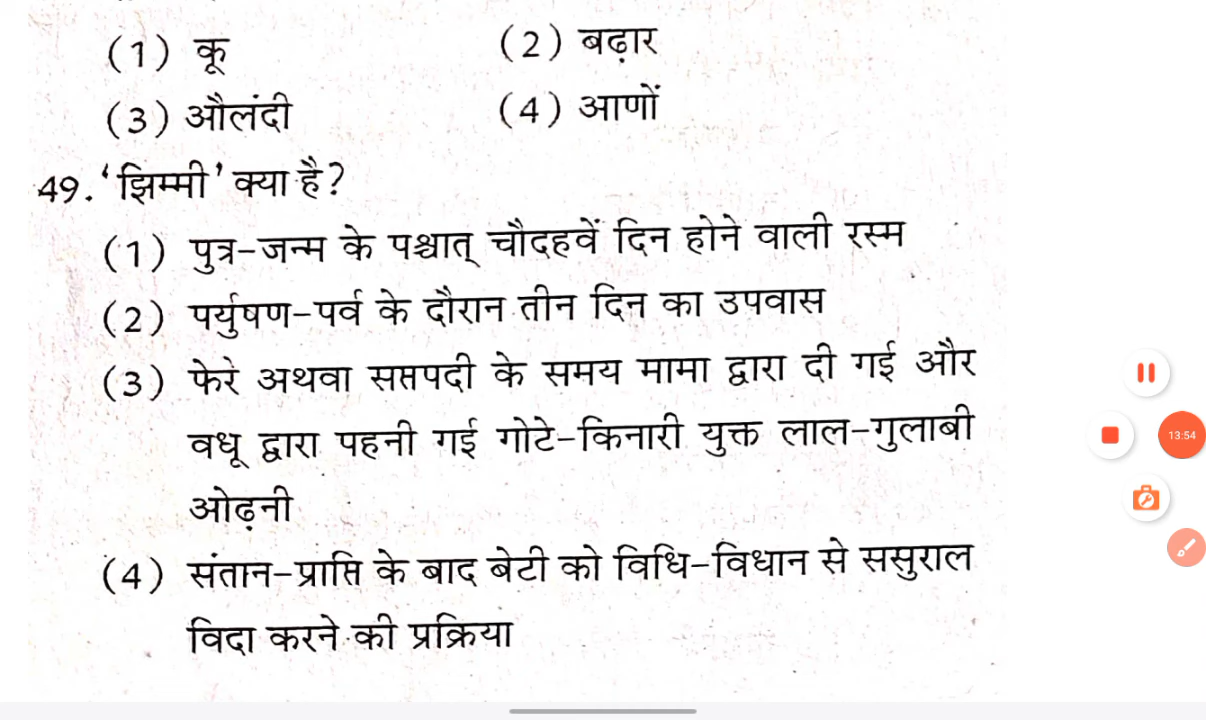 (1) कू (2) बढ़ार
(3) औलंदी (4) आणों
49. ‘झिम्मी’ क्या है?
(1) पुत्र-जन्म के पश्चात् चौदहवें दिन होने वाली रस्म
(2) पर्युषण-पर्व के दौरान तीन दिन का उपवास
(3) फेरे अथवा सप्तपदी के समय मामा द्वारा दी गई और
वधू द्वारा पहनी गई गोटे-किनारी युक्त लाल-गुलाबी
ओढ़नी
(4) संतान-प्राप्ति के बाद बेटी को विधि-विधान से ससुराल
विदा करने की प्रक्रिया
13:54